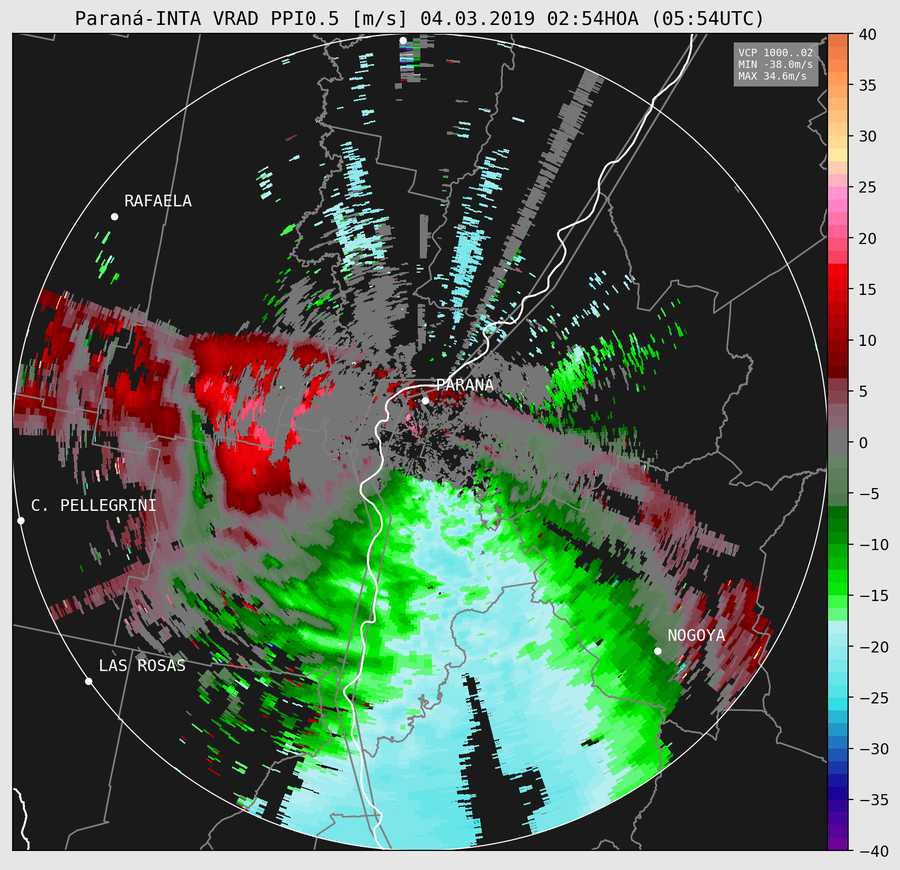 Paraná-INTA VRAD PPI0.5 [m/s] 04.03.2019 02:54HOA (05:54UTC)
VCP 1000..02
MIN -38.0m/s
MAX 34.6m/s
RAFAELA
PARANA
C. PELLEGRINI
NOGOYA
LAS ROSAS
40
35
30
25
20
15
10
5
0
−5
−10
−15
−20
−25
−30
−35
−40